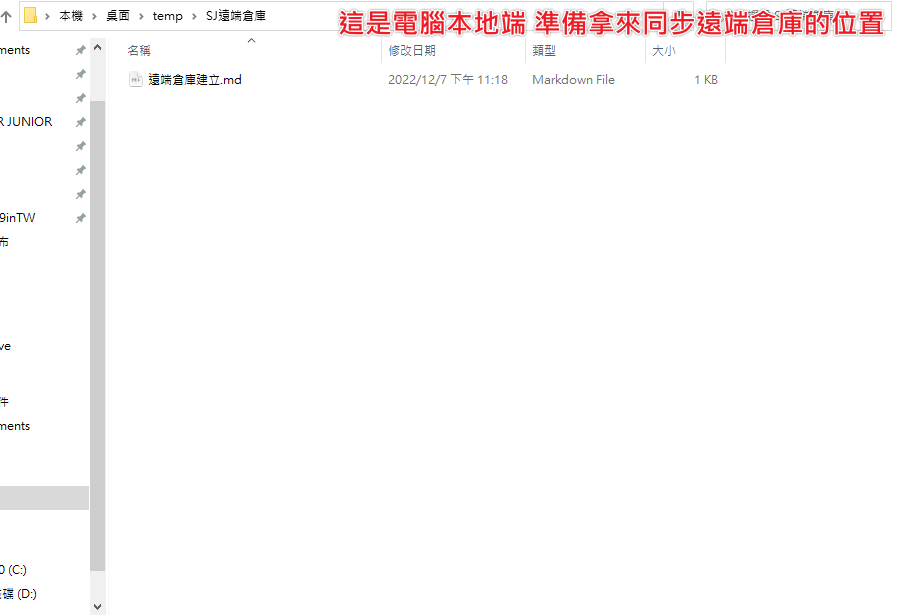 本機 > 桌面 > temp > SJ遠端倉庫
這是電腦本地端 準備拿來同步遠端倉庫的位置
ments
名稱
修改日期
類型
大小
遠端倉庫建立.md
2022/12/7 下午 11:18
Markdown File
1 KB
R JUNIOR
9inTW
布
ve
件
ments
0 (C:)
碟 (D:)